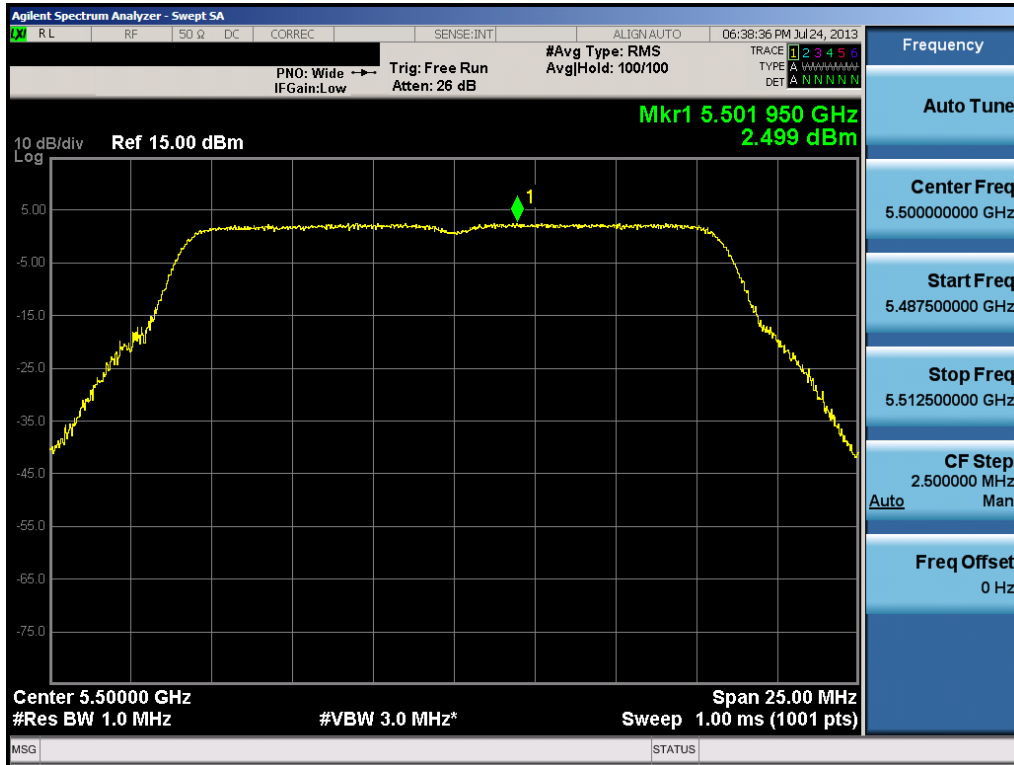 Agilent Spectrum Analyzer - Swept SA
LXI RL RF 50 Ω DC CORREC SENSE:INT ALIGN AUTO 06:38:36 PM Jul 24, 2013
PNO: Wide
IFGain:Low
Trig: Free Run
Atten: 26 dB
#Avg Type: RMS
Avg|Hold: 100/100
TRACE 1 2 3 4 5 6
TYPE A WWWWW
DET A N N N N N
Mkr1 5.501 950 GHz
2.499 dBm
10 dB/div Ref 15.00 dBm
Log
1
5.00
-5.00
-15.0
-25.0
-35.0
-45.0
-55.0
-65.0
-75.0
Center 5.50000 GHz Span 25.00 MHz
#Res BW 1.0 MHz #VBW 3.0 MHz* Sweep 1.00 ms (1001 pts)
MSG STATUS
Frequency
Auto Tune
Center Freq
5.500000000 GHz
Start Freq
5.487500000 GHz
Stop Freq
5.512500000 GHz
CF Step
2.500000 MHz
Auto Man
Freq Offset
0 Hz